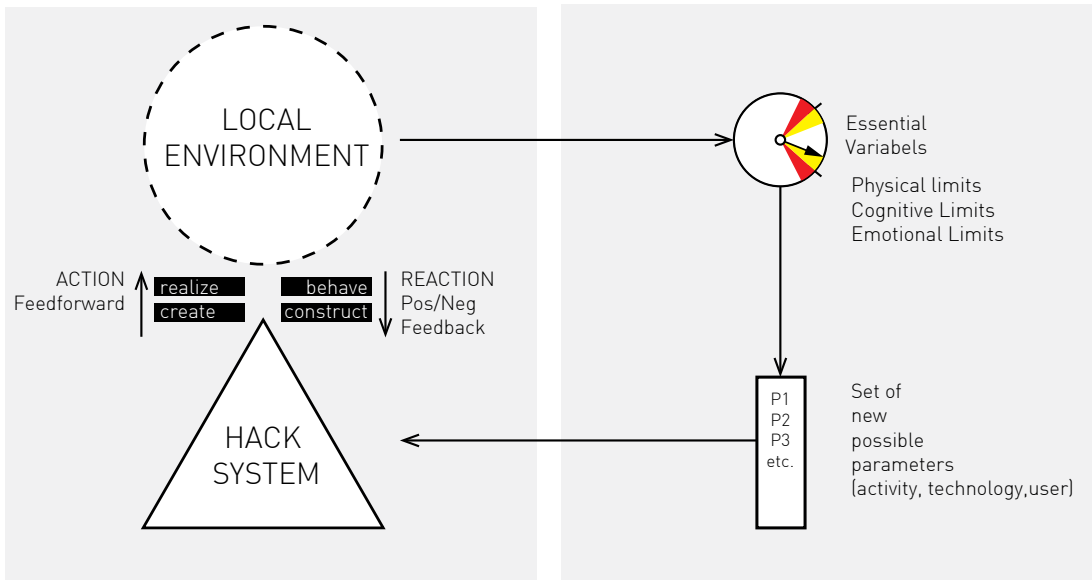 LOCAL
ENVIRONMENT
ACTION
Feedforward
realize
create
behave
construct
REACTION
Pos/Neg
Feedback
HACK
SYSTEM
Essential
Variabels
Physical limits
Cognitive Limits
Emotional Limits
P1
P2
P3
etc.
Set of
new
possible
parameters
(activity, technology,user)